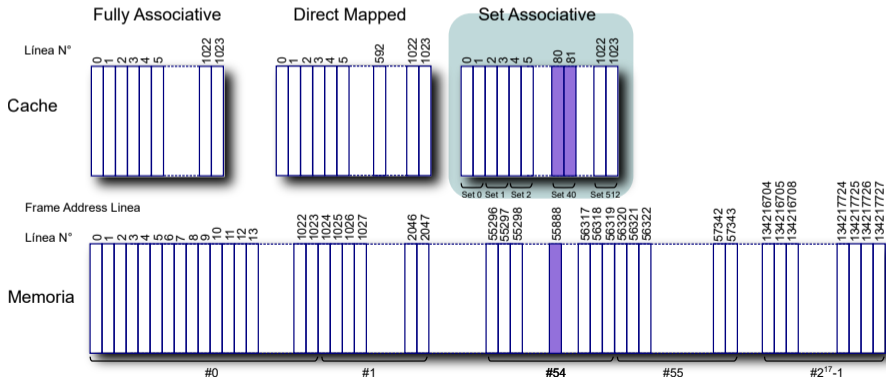 Fully Associative
Direct Mapped
Set Associative
Línea N°
0 1 2 3 4 5 1022 1023
0 1 2 3 4 5 592 1022 1023
0 1 2 3 4 5 80 81 1022 1023
Cache
Set 0 Set 1 Set 2 Set 40 Set 512
Frame Address Linea
Línea N°
0 1 2 3 4 5 6 7 8 9 10 11 12 13 1022 1023 1024 1025 1026 1027 2046 2047 55296 55297 55298 55888 56317 56318 56319 56320 56321 56322 57342 57343 134216704 134216705 134216708 134217724 134217725 134217726 134217727
Memoria
#0 #1 #54 #55 #2¹⁷-1